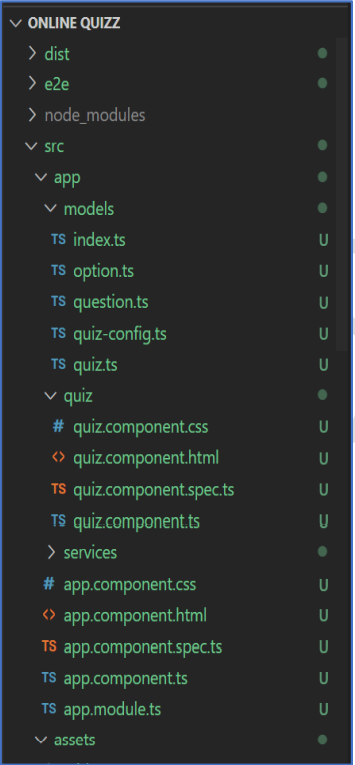 ONLINE QUIZZ
dist
e2e
node_modules
src
app
models
TS index.ts U
TS option.ts U
TS question.ts U
TS quiz-config.ts U
TS quiz.ts U
quiz
# quiz.component.css U
<> quiz.component.html U
TS quiz.component.spec.ts U
TS quiz.component.ts U
services
# app.component.css U
<> app.component.html U
TS app.component.spec.ts U
TS app.component.ts U
TS app.module.ts U
assets